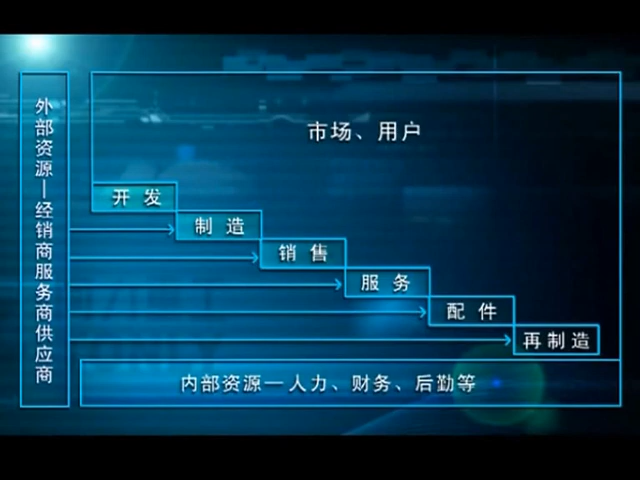 外部资源—经销商服务商供应商
市场、用户
开发
制造
销售
服务
配件
再制造
内部资源—人力、财务、后勤等